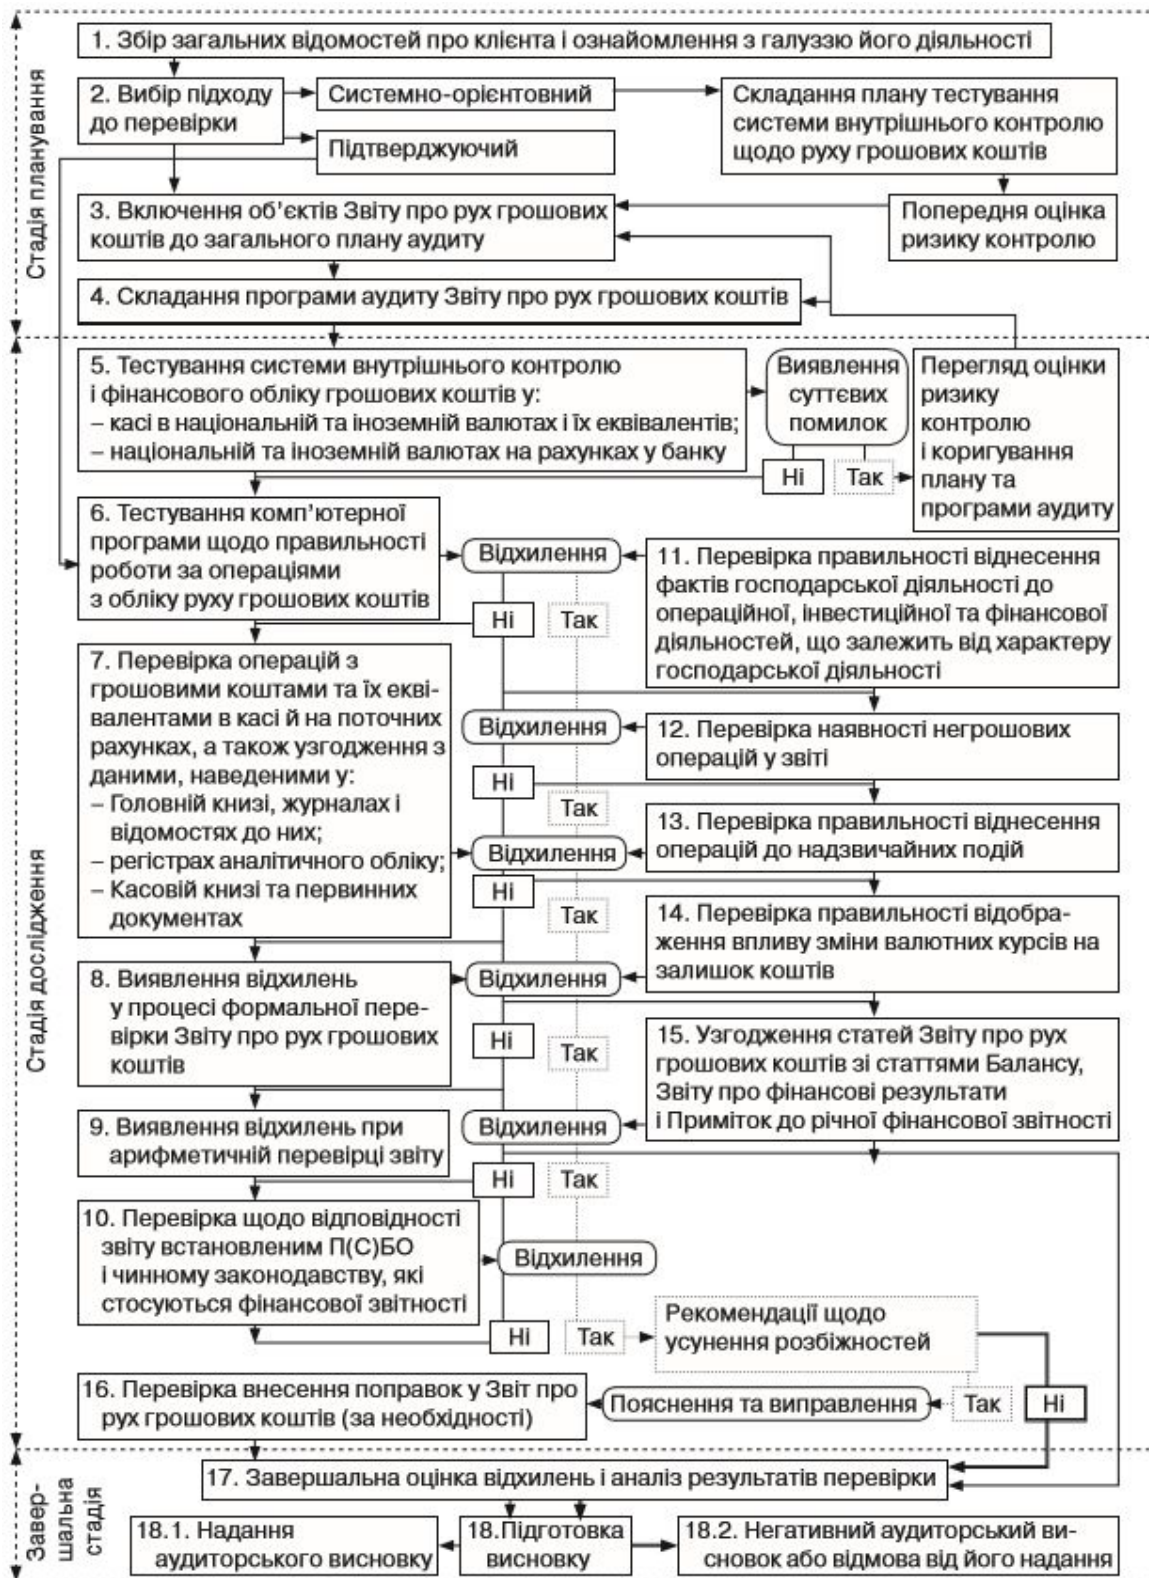 Стадія планування
1. Збір загальних відомостей про клієнта і ознайомлення з галуззю його діяльності
2. Вибір підходу
до перевірки
Системно-орієнтовний
Підтверджуючий
Складання плану тестування
системи внутрішнього контролю
щодо руху грошових коштів
3. Включення об’єктів Звіту про рух грошових
коштів до загального плану аудиту
Попередня оцінка
ризику контролю
4. Складання програми аудиту Звіту про рух грошових коштів
Стадія дослідження
5. Тестування системи внутрішнього контролю
і фінансового обліку грошових коштів у:
– касі в національній та іноземній валютах і їх еквівалентів;
– національній та іноземній валютах на рахунках у банку
Виявлення
суттєвих
помилок
Ні
Так
Перегляд оцінки
ризику
контролю
і коригування
плану та
програми аудиту
6. Тестування комп’ютерної
програми щодо правильності
роботи за операціями
з обліку руху грошових коштів
Відхилення
Ні
Так
11. Перевірка правильності віднесення
фактів господарської діяльності до
операційної, інвестиційної та фінансової
діяльностей, що залежить від характеру
господарської діяльності
7. Перевірка операцій з
грошовими коштами та їх екві-
валентами в касі й на поточних
рахунках, а також узгодження з
даними, наведеними у:
– Головній книзі, журналах і
відомостях до них;
– регістрах аналітичного обліку;
– Касовій книзі та первинних
документах
Відхилення
Ні
Так
12. Перевірка наявності негрошових
операцій у звіті
Відхилення
Ні
Так
13. Перевірка правильності віднесення
операцій до надзвичайних подій
14. Перевірка правильності відобра-
ження впливу зміни валютних курсів на
залишок коштів
8. Виявлення відхилень
у процесі формальної пере-
вірки Звіту про рух грошових
коштів
Відхилення
Ні
Так
15. Узгодження статей Звіту про рух
грошових коштів зі статтями Балансу,
Звіту про фінансові результати
і Приміток до річної фінансової звітності
9. Виявлення відхилень при
арифметичній перевірці звіту
Відхилення
Ні
Так
10. Перевірка щодо відповідності
звіту встановленим П(С)БО
і чинному законодавству, які
стосуються фінансової звітності
Відхилення
Ні
Так
Рекомендації щодо
усунення розбіжностей
16. Перевірка внесення поправок у Звіт про
рух грошових коштів (за необхідності)
Пояснення та виправлення
Так
Ні
Завер-
шальна
стадія
17. Завершальна оцінка відхилень і аналіз результатів перевірки
18.1. Надання
аудиторського висновку
18.Підготовка
висновку
18.2. Негативний аудиторський ви-
сновок або відмова від його надання